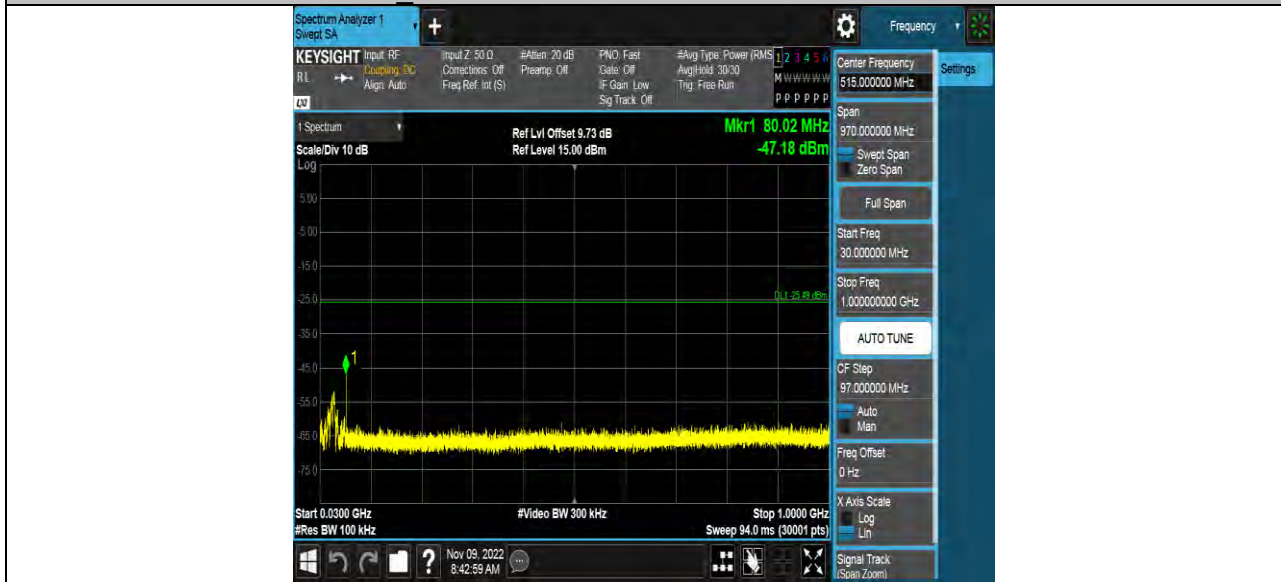 Spectrum Analyzer 1
Swept SA
+
Frequency
KEYSIGHT
Input: RF
Coupling: DC
Align: Auto
RL
LXI
Input Z: 50 Ω
Corrections: Off
Freq Ref: Int (S)
#Atten: 20 dB
Preamp: Off
PNO: Fast
Gate: Off
IF Gain: Low
Sig Track: Off
#Avg Type: Power (RMS
Avg|Hold: 30/30
Trig: Free Run
1 2 3 4 5 6
M W W W W W
P P P P P P
Center Frequency
515.000000 MHz
Settings
1 Spectrum
Scale/Div 10 dB
Log
Ref Lvl Offset 9.73 dB
Ref Level 15.00 dBm
Mkr1 80.02 MHz
-47.18 dBm
Span
970.000000 MHz
Swept Span
Zero Span
Full Span
Start Freq
30.000000 MHz
Stop Freq
1.000000000 GHz
AUTO TUNE
CF Step
97.000000 MHz
Auto
Man
Freq Offset
0 Hz
X Axis Scale
Log
Lin
Signal Track
(Span Zoom)
5.00
-5.00
-15.0
-25.0
DL1 -25.49 dBm
-35.0
1
-45.0
-55.0
-65.0
-75.0
Start 0.0300 GHz
#Video BW 300 kHz
Stop 1.0000 GHz
#Res BW 100 kHz
Sweep 94.0 ms (30001 pts)
?
Nov 09, 2022
8:42:59 AM